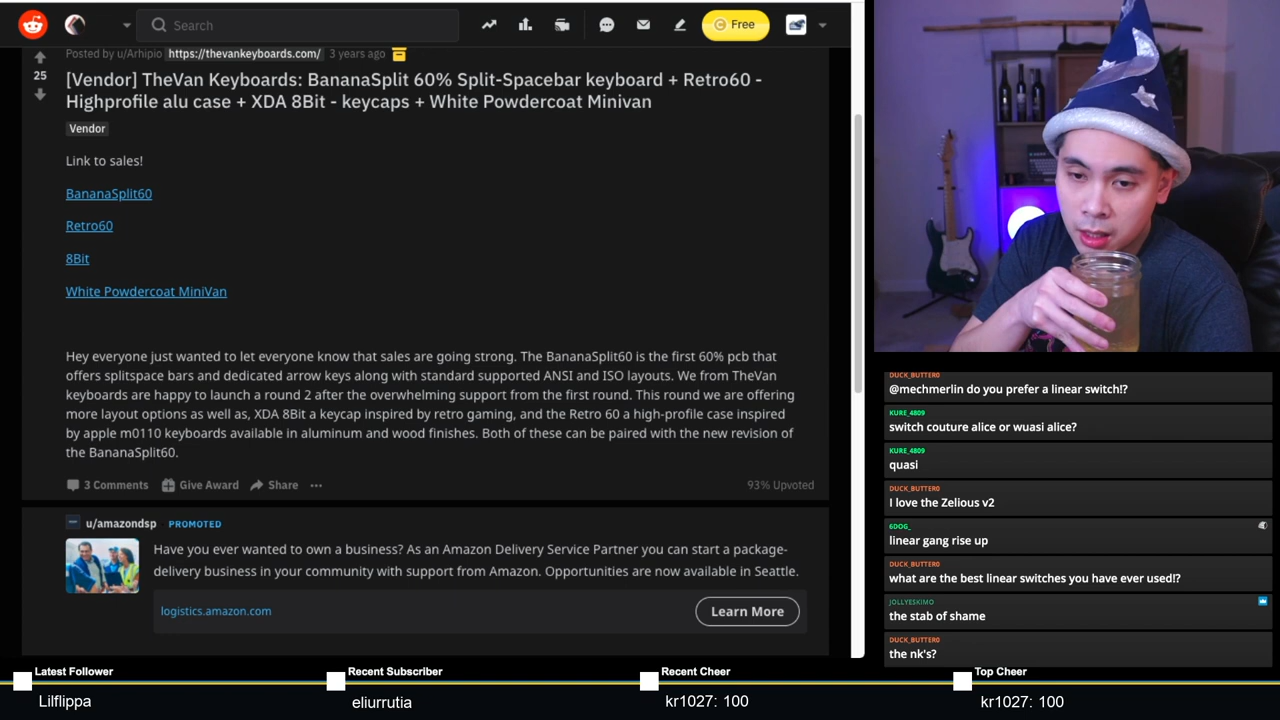 Search
Free
Posted by u/Arhipio https://thevankeyboards.com/ 3 years ago
25
[Vendor] TheVan Keyboards: BananaSplit 60% Split-Spacebar keyboard + Retro60 -
Highprofile alu case + XDA 8Bit - keycaps + White Powdercoat Minivan
Vendor
Link to sales!
BananaSplit60
Retro60
8Bit
White Powdercoat MiniVan
Hey everyone just wanted to let everyone know that sales are going strong. The BananaSplit60 is the first 60% pcb that
offers splitspace bars and dedicated arrow keys along with standard supported ANSI and ISO layouts. We from TheVan
keyboards are happy to launch a round 2 after the overwhelming support from the first round. This round we are offering
more layout options as well as, XDA 8Bit a keycap inspired by retro gaming, and the Retro 60 a high-profile case inspired
by apple m0110 keyboards available in aluminum and wood finishes. Both of these can be paired with the new revision of
the BananaSplit60.
3 Comments Give Award Share ...
93% Upvoted
u/amazondsp PROMOTED
Have you ever wanted to own a business? As an Amazon Delivery Service Partner you can start a package-
delivery business in your community with support from Amazon. Opportunities are now available in Seattle.
logistics.amazon.com
Learn More
DUCK_BUTTER0
@mechmerlin do you prefer a linear switch!?
KURE_4809
switch couture alice or wuasi alice?
KURE_4809
quasi
DUCK_BUTTER0
I love the Zelious v2
6DOG_
linear gang rise up
DUCK_BUTTER0
what are the best linear switches you have ever used!?
JOLLYESKIMO
the stab of shame
DUCK_BUTTER0
the nk's?
Latest Follower
Lilflippa
Recent Subscriber
eliurrutia
Recent Cheer
kr1027: 100
Top Cheer
kr1027: 100